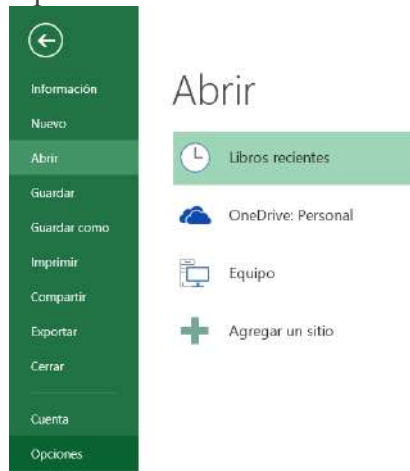 Información
Nuevo
Abrir
Guardar
Guardar como
Imprimir
Compartir
Exportar
Cerrar
Cuenta
Opciones
Abrir
Libros recientes
OneDrive: Personal
Equipo
Agregar un sitio